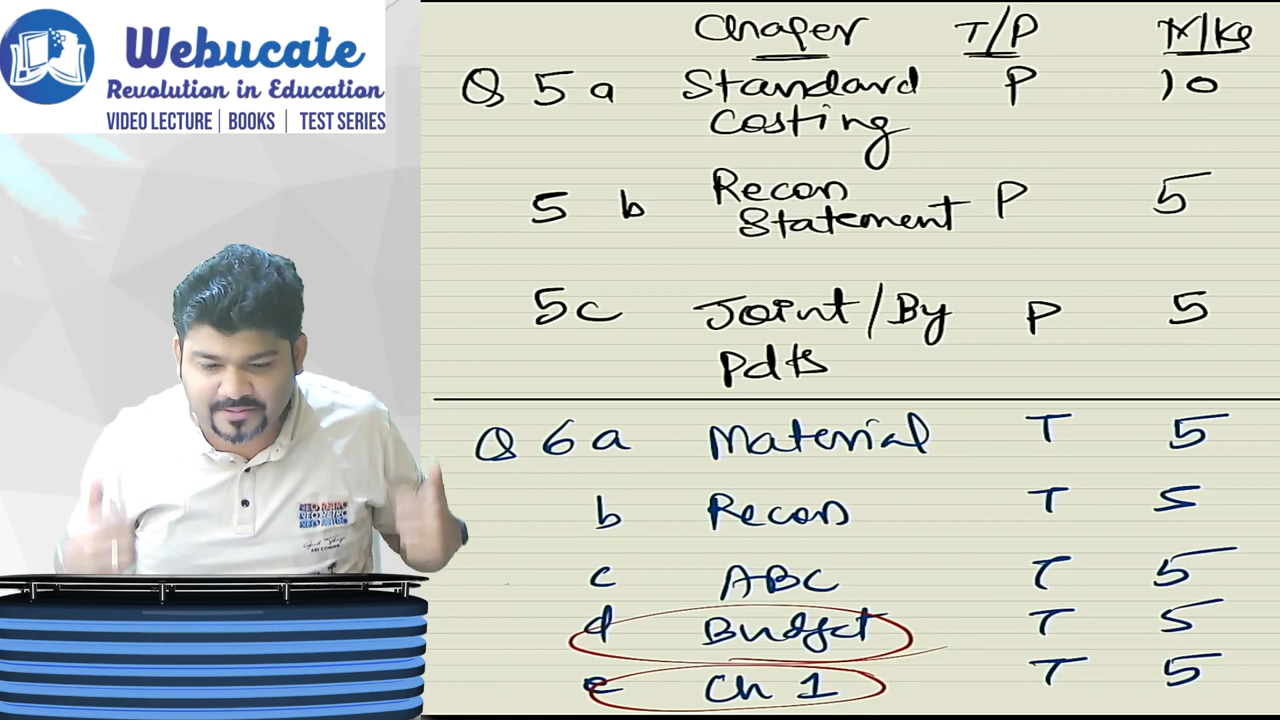 Webucate
Revolution in Education
VIDEO LECTURE | BOOKS | TEST SERIES
Chaper T/P M/Ks
Q 5 a Standard P 10
Costing
5 b Recon P 5
Statement
5c Joint/By P 5
Pdts
Q 6 a Material T 5
b Recon T 5
c ABC T 5
d Budget T 5
e Ch 1 T 5